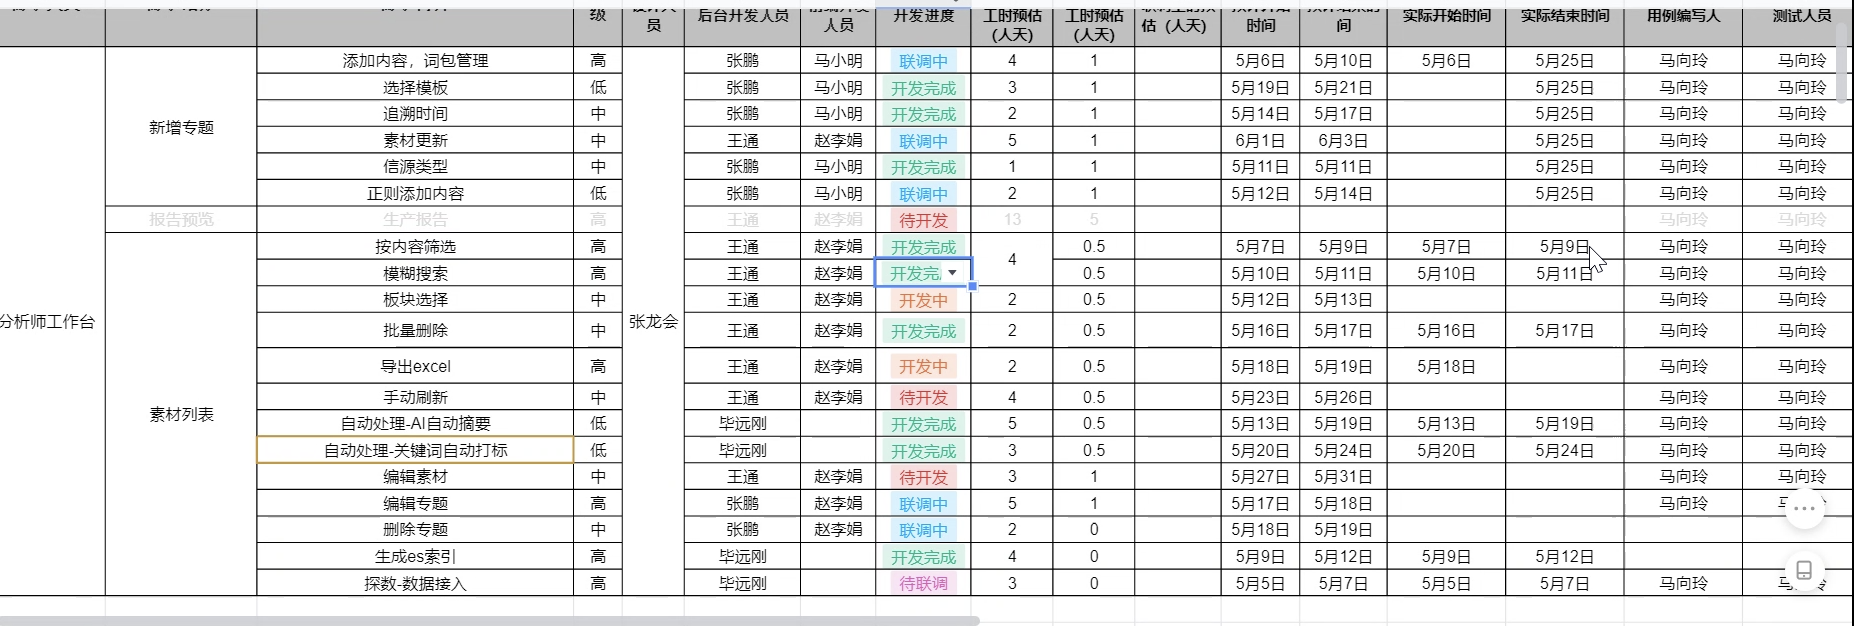 级 员 后台开发人员 人员 开发进度 工时预估(人天) 工时预估(人天) 估（人天） 时间 间 实际开始时间 实际结束时间 用例编写人 测试人员
分析师工作台 新增专题 添加内容，词包管理 高 张龙会 张鹏 马小明 联调中 4 1 5月6日 5月10日 5月6日 5月25日 马向玲 马向玲
选择模板 低 张鹏 马小明 开发完成 3 1 5月19日 5月21日 5月25日 马向玲 马向玲
追溯时间 中 张鹏 马小明 开发完成 2 1 5月14日 5月17日 5月25日 马向玲 马向玲
素材更新 中 王通 赵李娟 联调中 5 1 6月1日 6月3日 5月25日 马向玲 马向玲
信源类型 中 张鹏 马小明 开发完成 1 1 5月11日 5月11日 5月25日 马向玲 马向玲
正则添加内容 低 张鹏 马小明 联调中 2 1 5月12日 5月14日 5月25日 马向玲 马向玲
报告预览 生产报告 高 王通 赵李娟 待开发 13 5 马向玲 马向玲
素材列表 按内容筛选 高 王通 赵李娟 开发完成 4 0.5 5月7日 5月9日 5月7日 5月9日 马向玲 马向玲
模糊搜索 高 王通 赵李娟 开发完 0.5 5月10日 5月11日 5月10日 5月11日 马向玲 马向玲
板块选择 中 王通 赵李娟 开发中 2 0.5 5月12日 5月13日 马向玲 马向玲
批量删除 中 王通 赵李娟 开发完成 2 0.5 5月16日 5月17日 5月16日 5月17日 马向玲 马向玲
导出excel 高 王通 赵李娟 开发中 2 0.5 5月18日 5月19日 5月18日 马向玲 马向玲
手动刷新 中 王通 赵李娟 待开发 4 0.5 5月23日 5月26日 马向玲 马向玲
自动处理-AI自动摘要 低 毕远刚 开发完成 5 0.5 5月13日 5月19日 5月13日 5月19日 马向玲 马向玲
自动处理-关键词自动打标 低 毕远刚 开发完成 3 0.5 5月20日 5月24日 5月20日 5月24日 马向玲 马向玲
编辑素材 中 王通 赵李娟 待开发 3 1 5月27日 5月31日 马向玲 马向玲
编辑专题 高 张鹏 赵李娟 联调中 5 1 5月17日 5月18日 马向玲
删除专题 中 张鹏 赵李娟 联调中 2 0 5月18日 5月19日
生成es索引 高 毕远刚 开发完成 4 0 5月9日 5月12日 5月9日 5月12日
探数-数据接入 高 毕远刚 待联调 3 0 5月5日 5月7日 5月5日 5月7日 马向玲